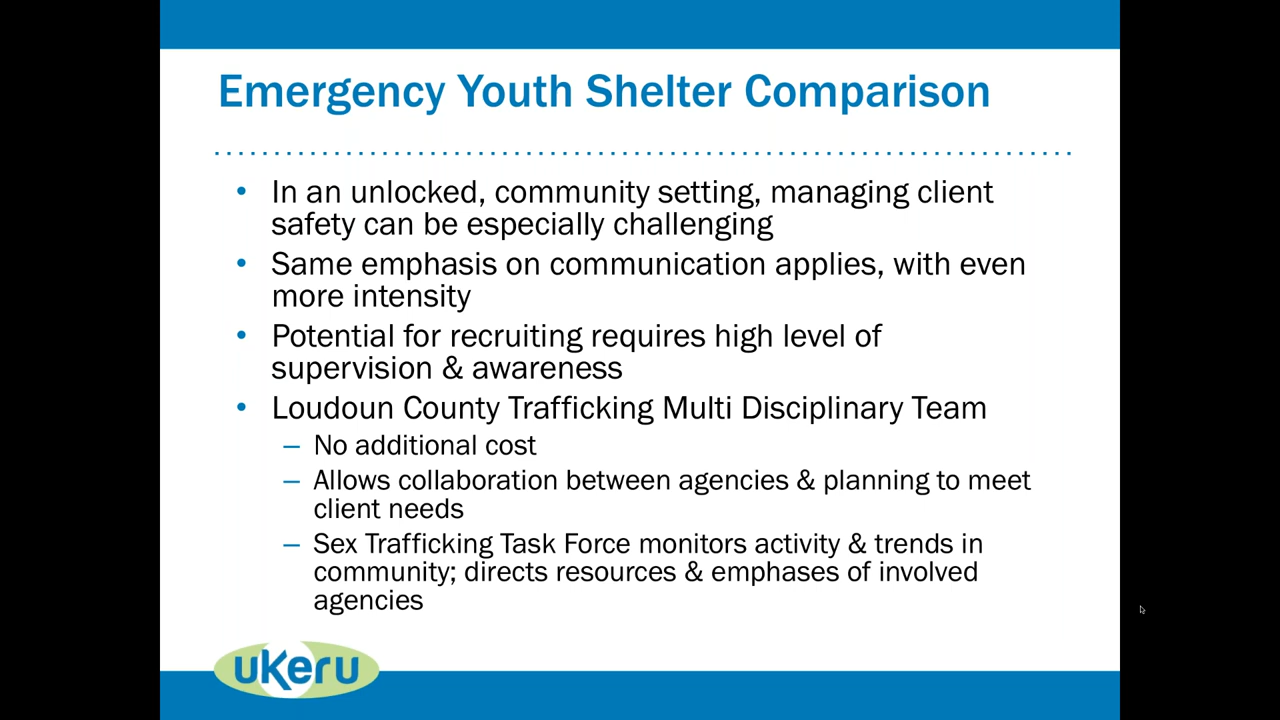 Emergency Youth Shelter Comparison
• In an unlocked, community setting, managing client
safety can be especially challenging
• Same emphasis on communication applies, with even
more intensity
• Potential for recruiting requires high level of
supervision & awareness
• Loudoun County Trafficking Multi Disciplinary Team
– No additional cost
– Allows collaboration between agencies & planning to meet
client needs
– Sex Trafficking Task Force monitors activity & trends in
community; directs resources & emphases of involved
agencies
ukeru